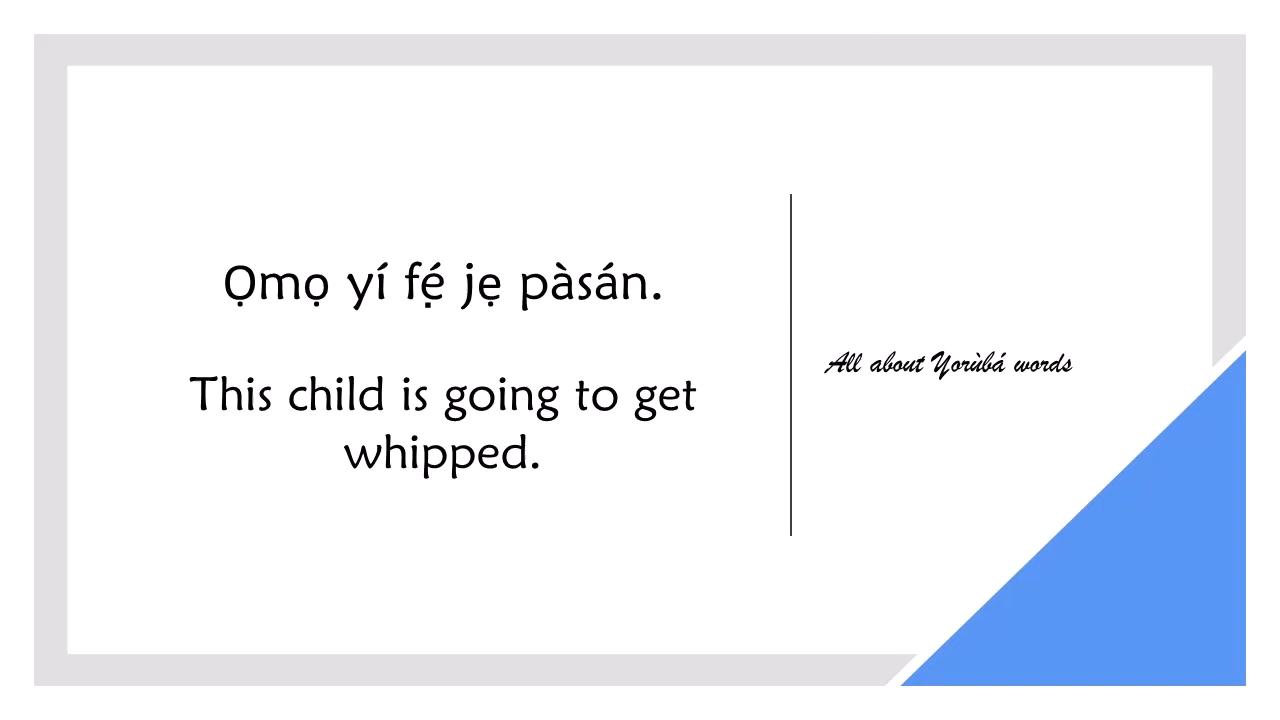 Ọmọ yí fẹ́ jẹ pàsán.
This child is going to get
whipped.
All about Yorùbá words